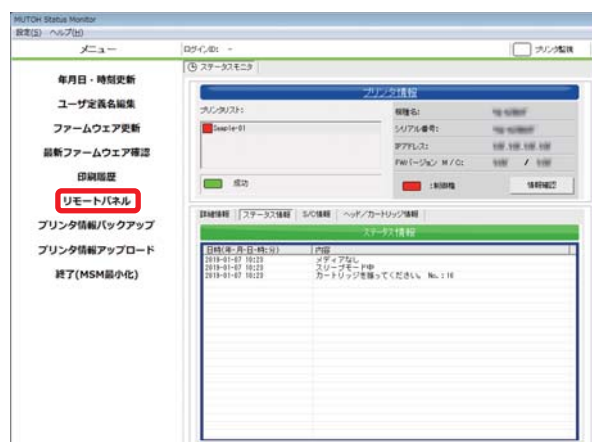 MUTOH Status Monitor
設定(S) ヘルプ(H)
メニュー
ログインID: -
プリンタ監視
ステータスモニタ
年月日・時刻更新
ユーザ定義名編集
ファームウェア更新
最新ファームウェア確認
印刷履歴
リモートパネル
プリンタ情報バックアップ
プリンタ情報アップロード
終了(MSM最小化)
プリンタ情報
プリンタリスト:
Sample-01
成功
機種名:
シリアル番号:
IPアドレス:
FWバージョン M / C:
/
:制御権
情報確認
詳細情報 ステータス情報 S/C情報 ヘッド/カートリッジ情報
ステータス情報
日時(年-月-日-時:分) 内容
2019-01-07 10:23 メディアなし
2019-01-07 10:23 スリープモード中
2019-01-07 10:23 カートリッジを振ってください。 No.：16